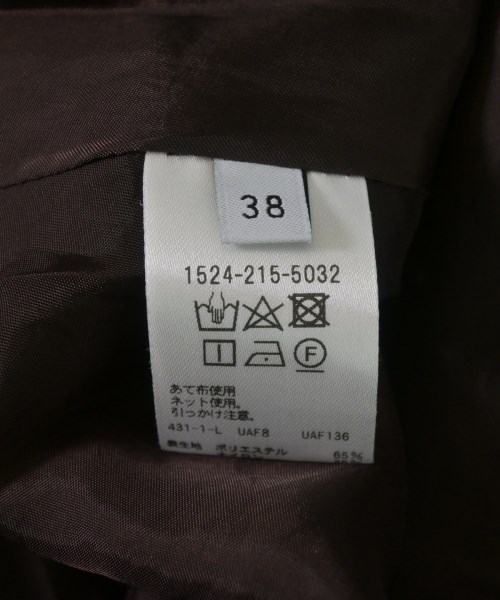 38
1524-215-5032
F
あて布使用
ネット使用。
引っかけ注意。
431-1-L UAF8 UAF136
表生地 ポリエステル 65%